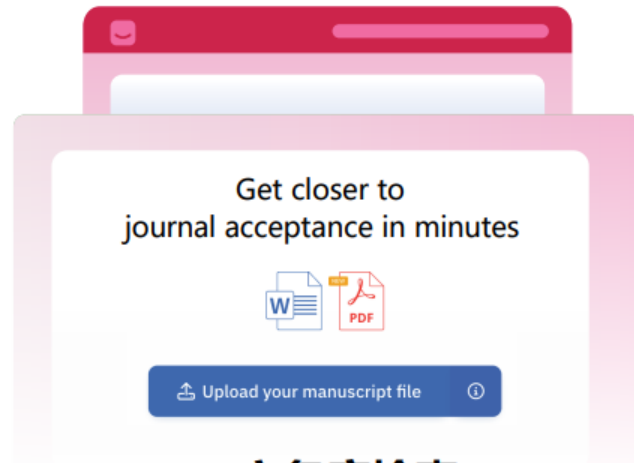 Get closer to
journal acceptance in minutes
W
NEW
PDF
Upload your manuscript file